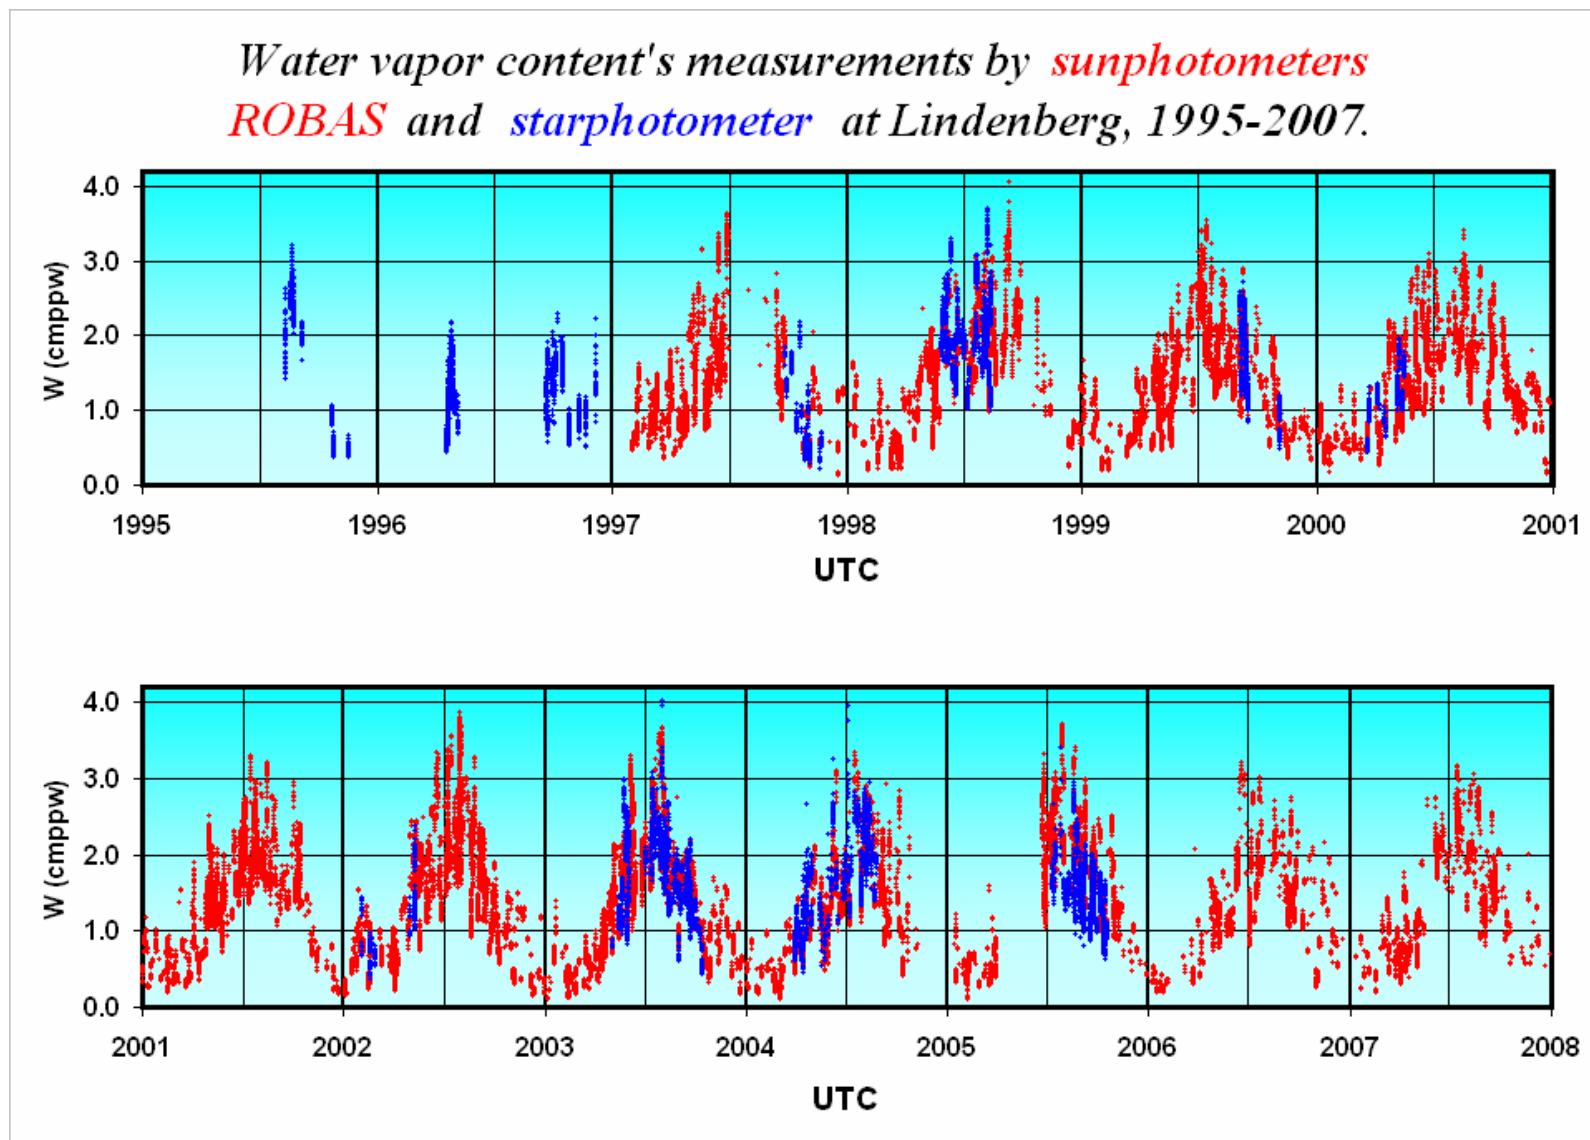 Water vapor content's measurements by sunphotometers
ROBAS and starphotometer at Lindenberg, 1995-2007.
4.0
3.0
2.0
1.0
0.0
W (cmppw)
1995 1996 1997 1998 1999 2000 2001
UTC
4.0
3.0
2.0
1.0
0.0
W (cmppw)
2001 2002 2003 2004 2005 2006 2007 2008
UTC